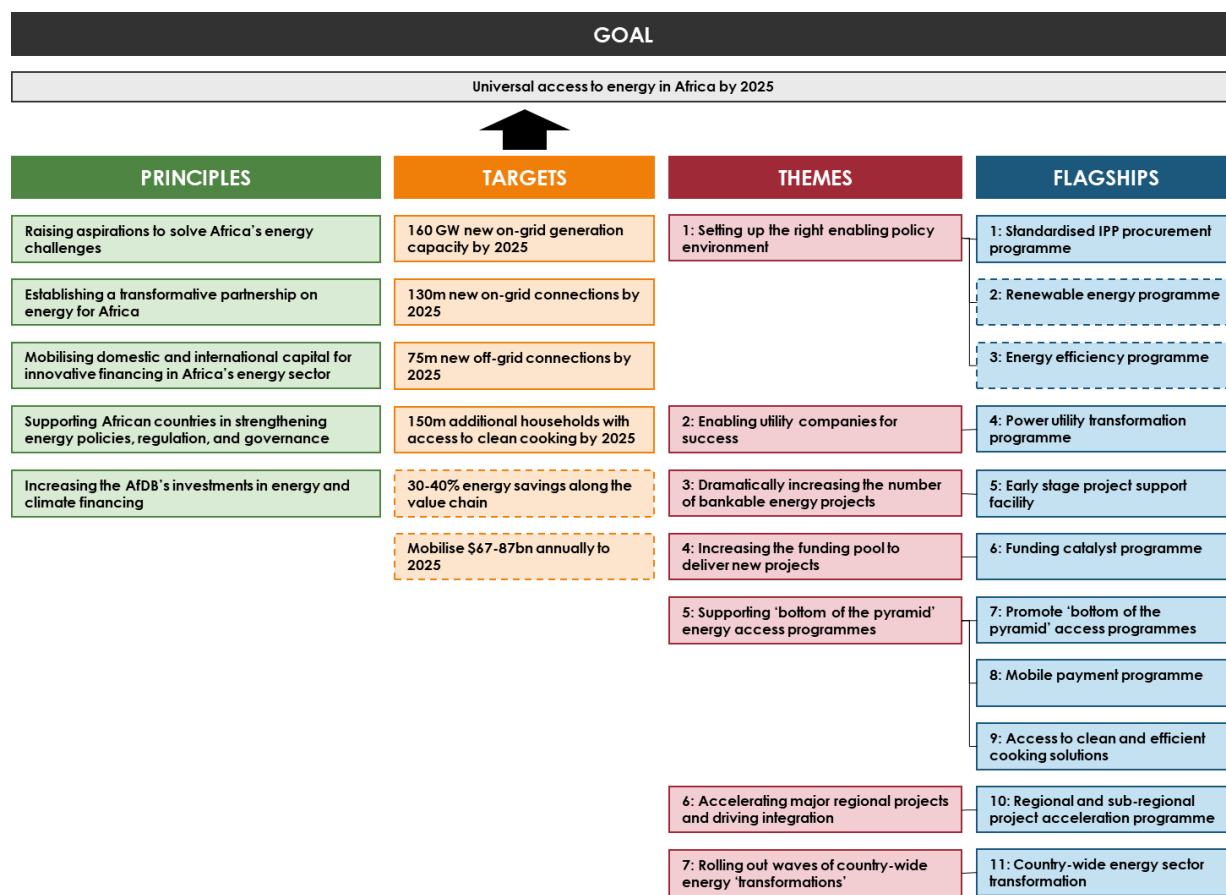 GOAL
Universal access to energy in Africa by 2025
PRINCIPLES
Raising aspirations to solve Africa's energy
challenges
Establishing a transformative partnership on
energy for Africa
Mobilising domestic and international capital for
innovative financing in Africa's energy sector
Supporting African countries in strengthening
energy policies, regulation, and governance
Increasing the AfDB's investments in energy and
climate financing
TARGETS
160 GW new on-grid generation
capacity by 2025
130m new on-grid connections by
2025
75m new off-grid connections by
2025
150m additional households with
access to clean cooking by 2025
30-40% energy savings along the
value chain
Mobilise $67-87bn annually to
2025
THEMES
1: Setting up the right enabling policy
environment
2: Enabling utility companies for
success
3: Dramatically increasing the number
of bankable energy projects
4: Increasing the funding pool to
deliver new projects
5: Supporting 'bottom of the pyramid'
energy access programmes
6: Accelerating major regional projects
and driving integration
7: Rolling out waves of country-wide
energy 'transformations'
FLAGSHIPS
1: Standardised IPP procurement
programme
2: Renewable energy programme
3: Energy efficiency programme
4: Power utility transformation
programme
5: Early stage project support
facility
6: Funding catalyst programme
7: Promote 'bottom of the
pyramid' access programmes
8: Mobile payment programme
9: Access to clean and efficient
cooking solutions
10: Regional and sub-regional
project acceleration programme
11: Country-wide energy sector
transformation